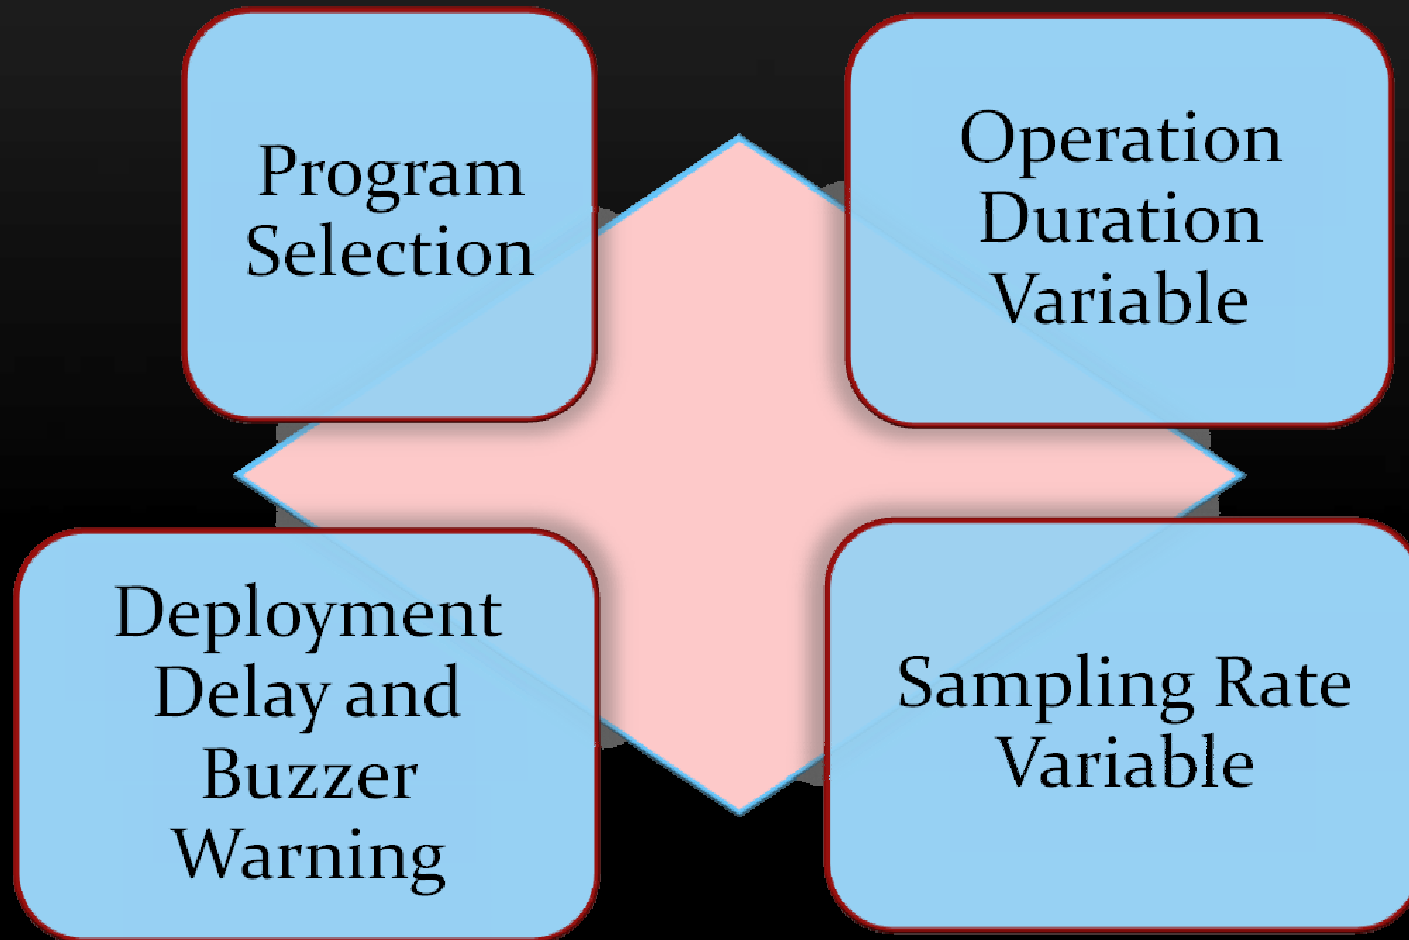 Program
Selection
Operation
Duration
Variable
Deployment
Delay and
Buzzer
Warning
Sampling Rate
Variable